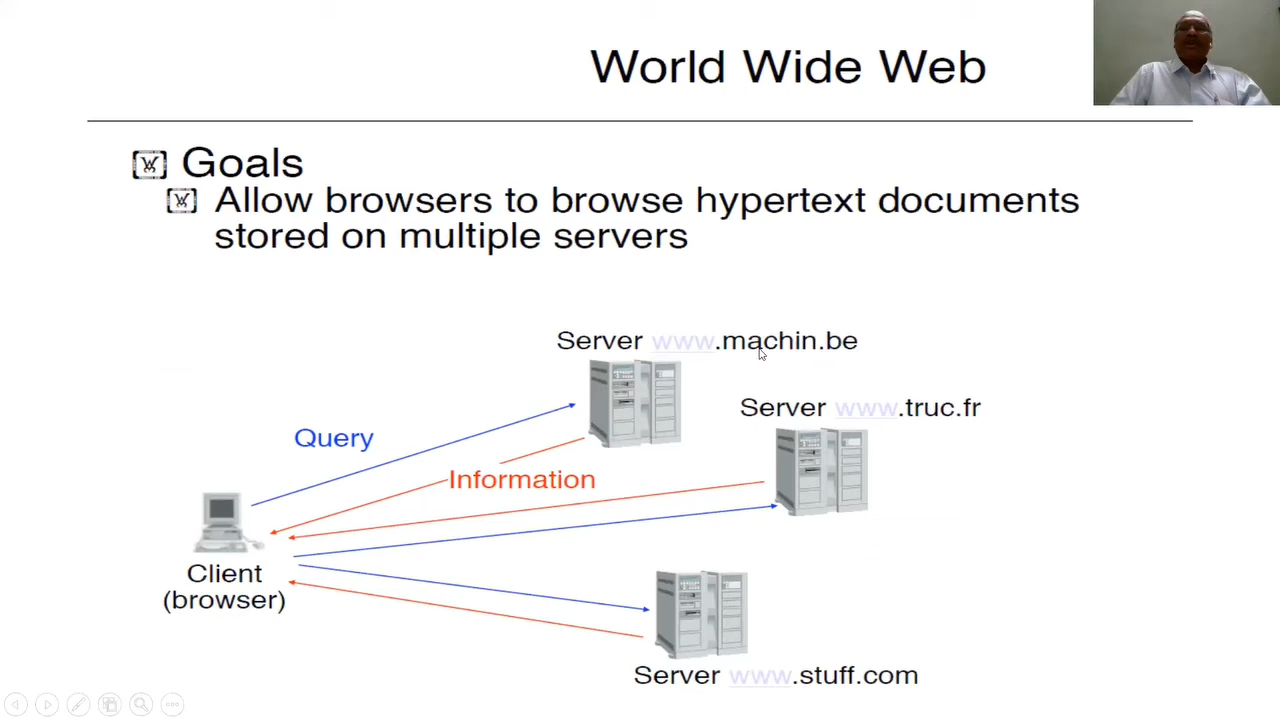 World Wide Web
Goals
Allow browsers to browse hypertext documents
stored on multiple servers
Server www.machin.be
Server www.truc.fr
Query
Information
Client
(browser)
Server www.stuff.com